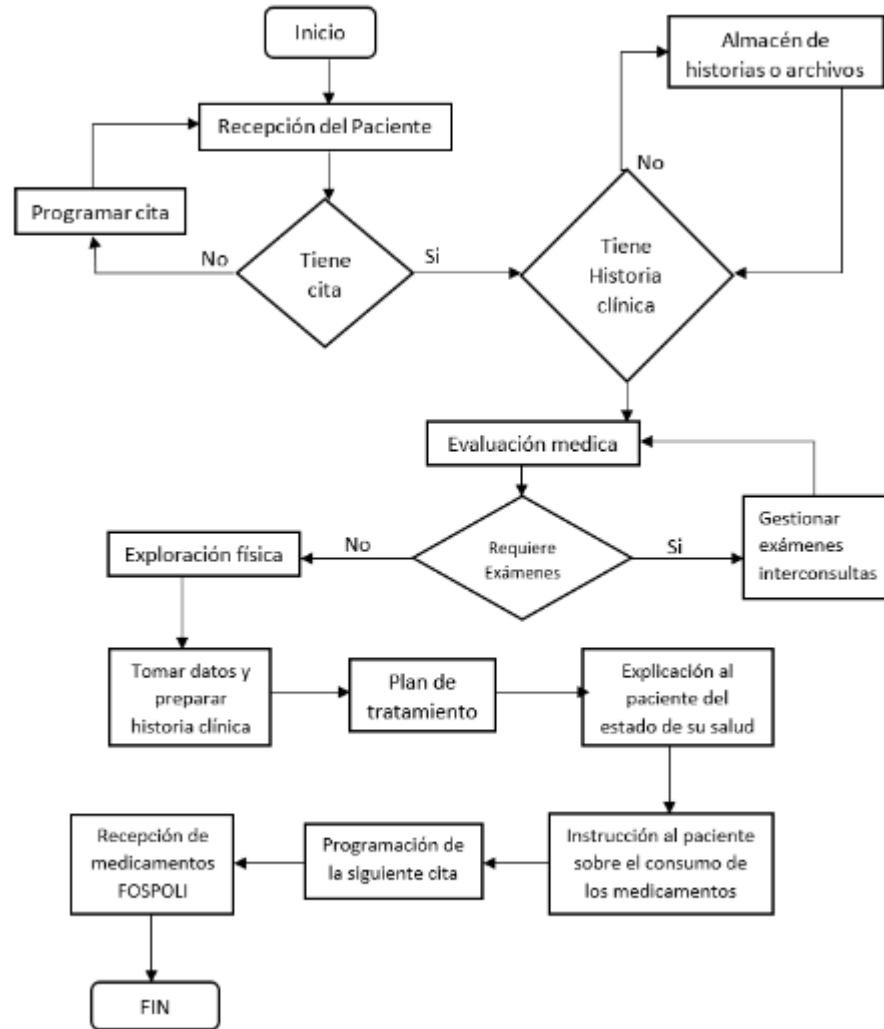 Inicio
Almacén de
historias o archivos
Recepción del Paciente
No
Programar cita
No
Tiene
cita
Si
Tiene
Historia
clínica
Evaluación medica
Exploración física
No
Requiere
Exámenes
Si
Gestionar
exámenes
interconsultas
Tomar datos y
preparar
historia clínica
Plan de
tratamiento
Explicación al
paciente del
estado de su salud
Recepción de
medicamentos
FOSPOLI
Programación de
la siguiente cita
Instrucción al paciente
sobre el consumo de
los medicamentos
FIN